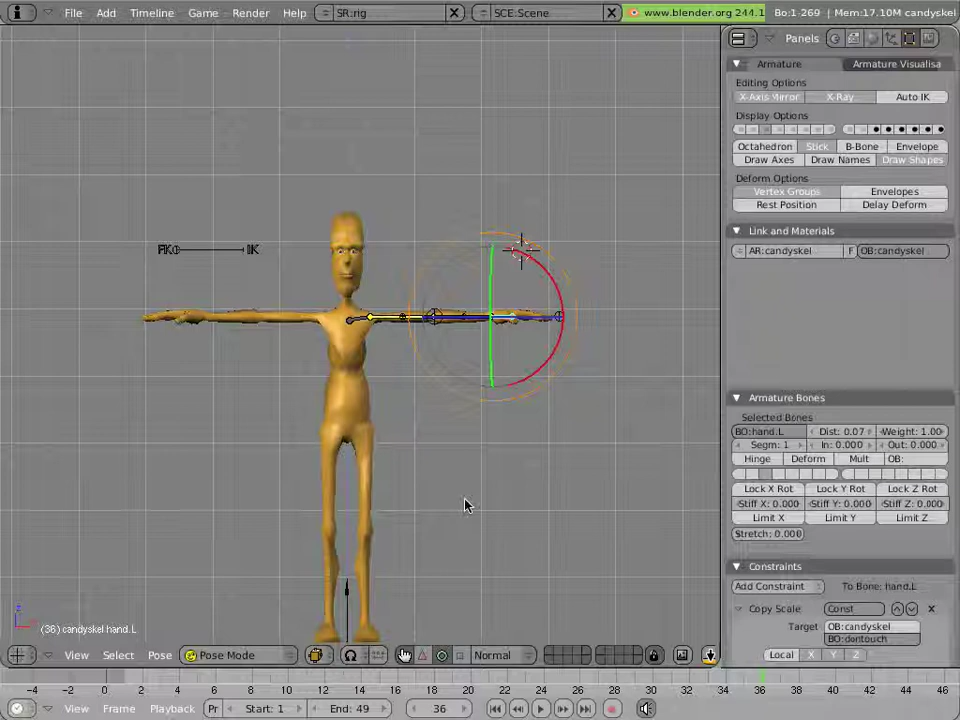 File Add Timeline Game Render Help SR:rig SCE:Scene www.blender.org 244.1 Bo:1-269 | Mem:17.10M candyskel
Panels
Armature Armature Visualisa
Editing Options
X-Axis Mirror X-Ray Auto IK
Display Options
Octahedron Stick B-Bone Envelope
Draw Axes Draw Names Draw Shapes
Deform Options
Vertex Groups Envelopes
Rest Position Delay Deform
Link and Materials
AR:candyskel F OB:candyskel
FK IK
Armature Bones
Selected Bones
BO:hand.L Dist: 0.07 Weight: 1.00
Segm: 1 In: 0.000 Out: 0.000
Hinge Deform Mult OB:
Lock X Rot Lock Y Rot Lock Z Rot
Stiff X: 0.000 Stiff Y: 0.000 Stiff Z: 0.000
Limit X Limit Y Limit Z
Stretch: 0.000
Constraints
Add Constraint To Bone: hand.L
Copy Scale Const
Target OB:candyskel
BO:dontouch
Local X Y Z
z
(36) candyskel hand.L
View Select Pose Pose Mode Normal
-4 -2 0 2 4 6 8 10 12 14 16 18 20 22 24 26 28 30 32 34 36 38 40 42 44 46
View Frame Playback Pr Start: 1 End: 49 36